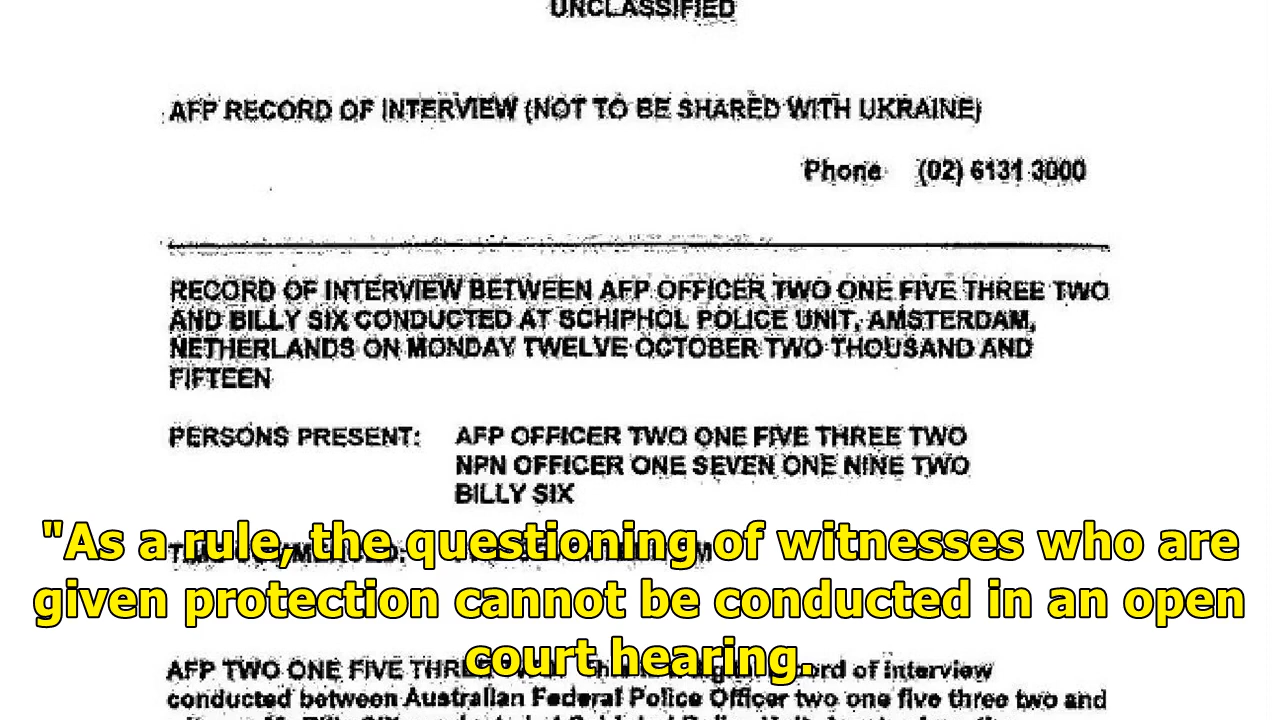 UNCLASSIFIED
AFP RECORD OF INTERVIEW (NOT TO BE SHARED WITH UKRAINE)
Phone (02) 6131 3000
RECORD OF INTERVIEW BETWEEN AFP OFFICER TWO ONE FIVE THREE TWO
AND BILLY SIX CONDUCTED AT SCHIPHOL POLICE UNIT, AMSTERDAM,
NETHERLANDS ON MONDAY TWELVE OCTOBER TWO THOUSAND AND
FIFTEEN
PERSONS PRESENT: AFP OFFICER TWO ONE FIVE THREE TWO
NPN OFFICER ONE SEVEN ONE NINE TWO
BILLY SIX
"As a rule, the questioning of witnesses who are
given protection cannot be conducted in an open
court hearing.
AFP TWO ONE FIVE record of interview
conducted between Australian Federal Police Officer two one five three two and